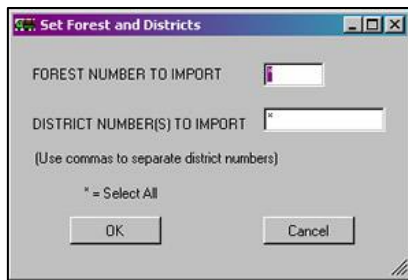 Set Forest and Districts
FOREST NUMBER TO IMPORT *
DISTRICT NUMBER(S) TO IMPORT *
(Use commas to separate district numbers)
* = Select All
OK Cancel